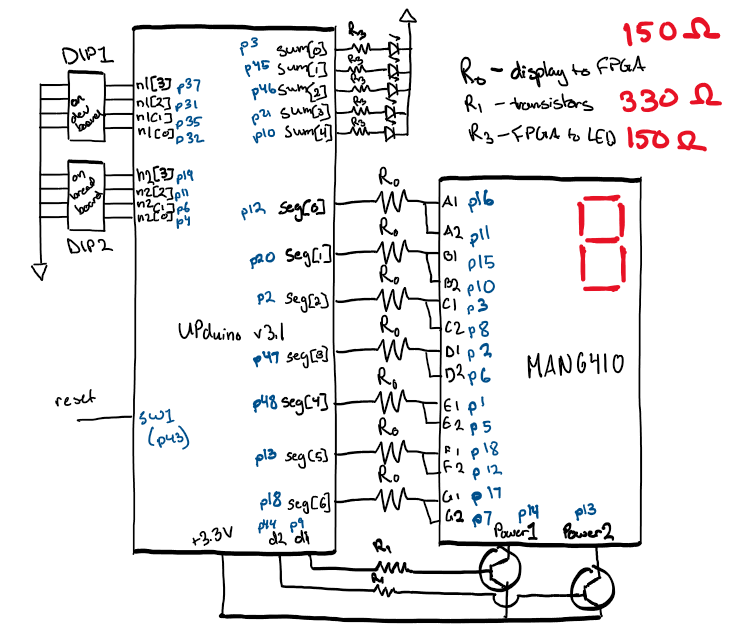 DIP1
on
dev
board
n1[3] p37
n1[2] p31
n1[1] p35
n1[0] p32
on
bread
board
DIP2
n2[3] p19
n2[2] p11
n2[1] p6
n2[0] p4
p3 sum[0] R3
p45 sum[1] R3
p46 sum[2] R3
p21 sum[3] R3
p10 sum[4] R3
150 Ω
R0 - display to FPGA
R1 - transistors 330 Ω
R3 - FPGA to LED 150 Ω
p12 seg[0] R0
p20 seg[1] R0
p2 seg[2] R0
UPduino v3.1
p47 seg[3] R0
p48 seg[4] R0
p13 seg[5] R0
p18 seg[6] R0
reset
SW1
(p43)
+3.3V
p44 p9
d2 d1
R1
R1
A1 p16
A2 p11
B1 p15
B2 p10
C1 p3
C2 p8
D1 p2
D2 p6
E1 p1
E2 p5
F1 p18
F2 p12
G1 p17
G2 p7
MAN6410
p14 p13
Power1 Power2